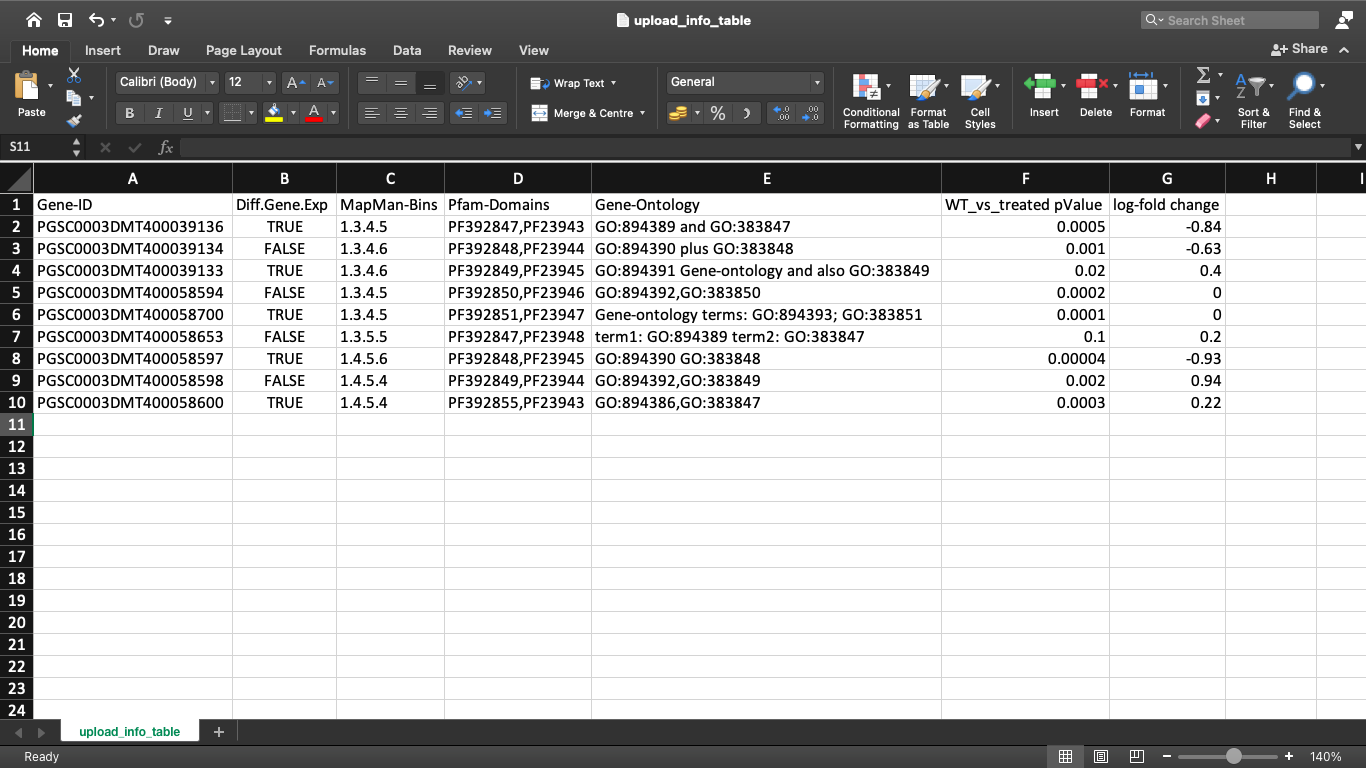 upload_info_table
Search Sheet
Home Insert Draw Page Layout Formulas Data Review View
Share
Paste
Calibri (Body) 12 A A
B I U A
Wrap Text
Merge & Centre
General
%
Conditional Formatting
Format as Table
Cell Styles
Insert Delete Format
Sort & Filter
Find & Select
S11 fx
A B C D E F G H I
1 Gene-ID Diff.Gene.Exp MapMan-Bins Pfam-Domains Gene-Ontology WT_vs_treated pValue log-fold change
2 PGSC0003DMT400039136 TRUE 1.3.4.5 PF392847,PF23943 GO:894389 and GO:383847 0.0005 -0.84
3 PGSC0003DMT400039134 FALSE 1.3.4.6 PF392848,PF23944 GO:894390 plus GO:383848 0.001 -0.63
4 PGSC0003DMT400039133 TRUE 1.3.4.6 PF392849,PF23945 GO:894391 Gene-ontology and also GO:383849 0.02 0.4
5 PGSC0003DMT400058594 FALSE 1.3.4.5 PF392850,PF23946 GO:894392,GO:383850 0.0002 0
6 PGSC0003DMT400058700 TRUE 1.3.4.5 PF392851,PF23947 Gene-ontology terms: GO:894393; GO:383851 0.0001 0
7 PGSC0003DMT400058653 FALSE 1.3.5.5 PF392847,PF23948 term1: GO:894389 term2: GO:383847 0.1 0.2
8 PGSC0003DMT400058597 TRUE 1.4.5.6 PF392848,PF23945 GO:894390 GO:383848 0.00004 -0.93
9 PGSC0003DMT400058598 FALSE 1.4.5.4 PF392849,PF23944 GO:894392,GO:383849 0.002 0.94
10 PGSC0003DMT400058600 TRUE 1.4.5.4 PF392855,PF23943 GO:894386,GO:383847 0.0003 0.22
11
12
13
14
15
16
17
18
19
20
21
22
23
24
upload_info_table +
Ready
140%